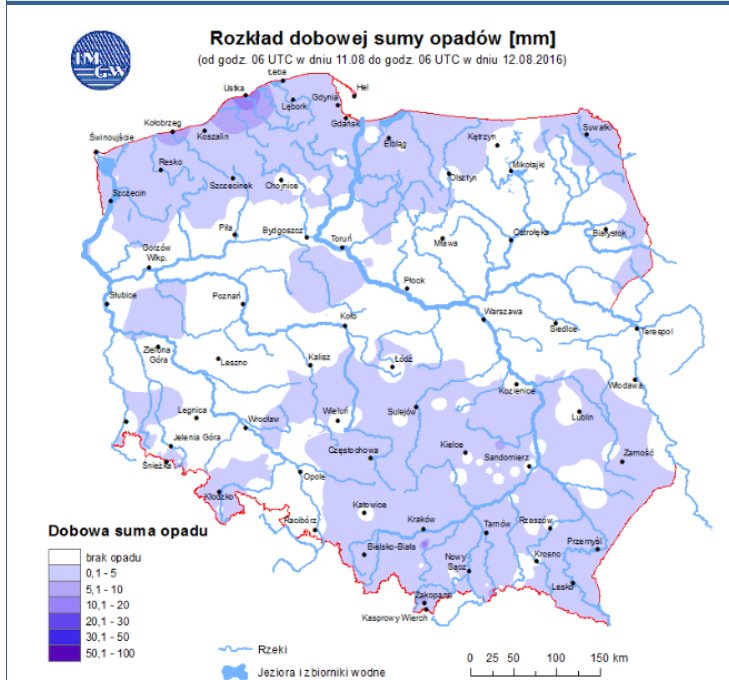 Rozkład dobowej sumy opadów [mm]
(od godz. 06 UTC w dniu 11.08 do godz. 06 UTC w dniu 12.08.2016)
IM
GW
Łeba
Hel
Ustka
Gdynia
Lębork
Gdańsk
Kołobrzeg
Koszalin
Suwałki
Świnoujście
Elbląg
Kętrzyn
Resko
Mikołajki
Szczecinek
Chojnice
Olsztyn
Szczecin
Piła
Bydgoszcz
Toruń
Mława
Ostrołęka
Białystok
Gorzów
Wlkp.
Płock
Słubice
Poznań
Koło
Warszawa
Siedlce
Terespol
Zielona
Góra
Leszno
Kalisz
Łódź
Kozienice
Włodawa
Legnica
Wrocław
Wieluń
Sulejów
Lublin
Jelenia Góra
Częstochowa
Kielce
Sandomierz
Zamość
Śnieżka
Opole
Kłodzko
Katowice
Kraków
Tarnów
Rzeszów
Racibórz
Przemyśl
Bielsko-Biała
Nowy
Sącz
Krosno
Lesko
Zakopane
Kasprowy Wierch
Dobowa suma opadu
brak opadu
0,1 - 5
5,1 - 10
10,1 - 20
20,1 - 30
30,1 - 50
50,1 - 100
Rzeki
Jeziora i zbiorniki wodne
0 25 50 100 150 km